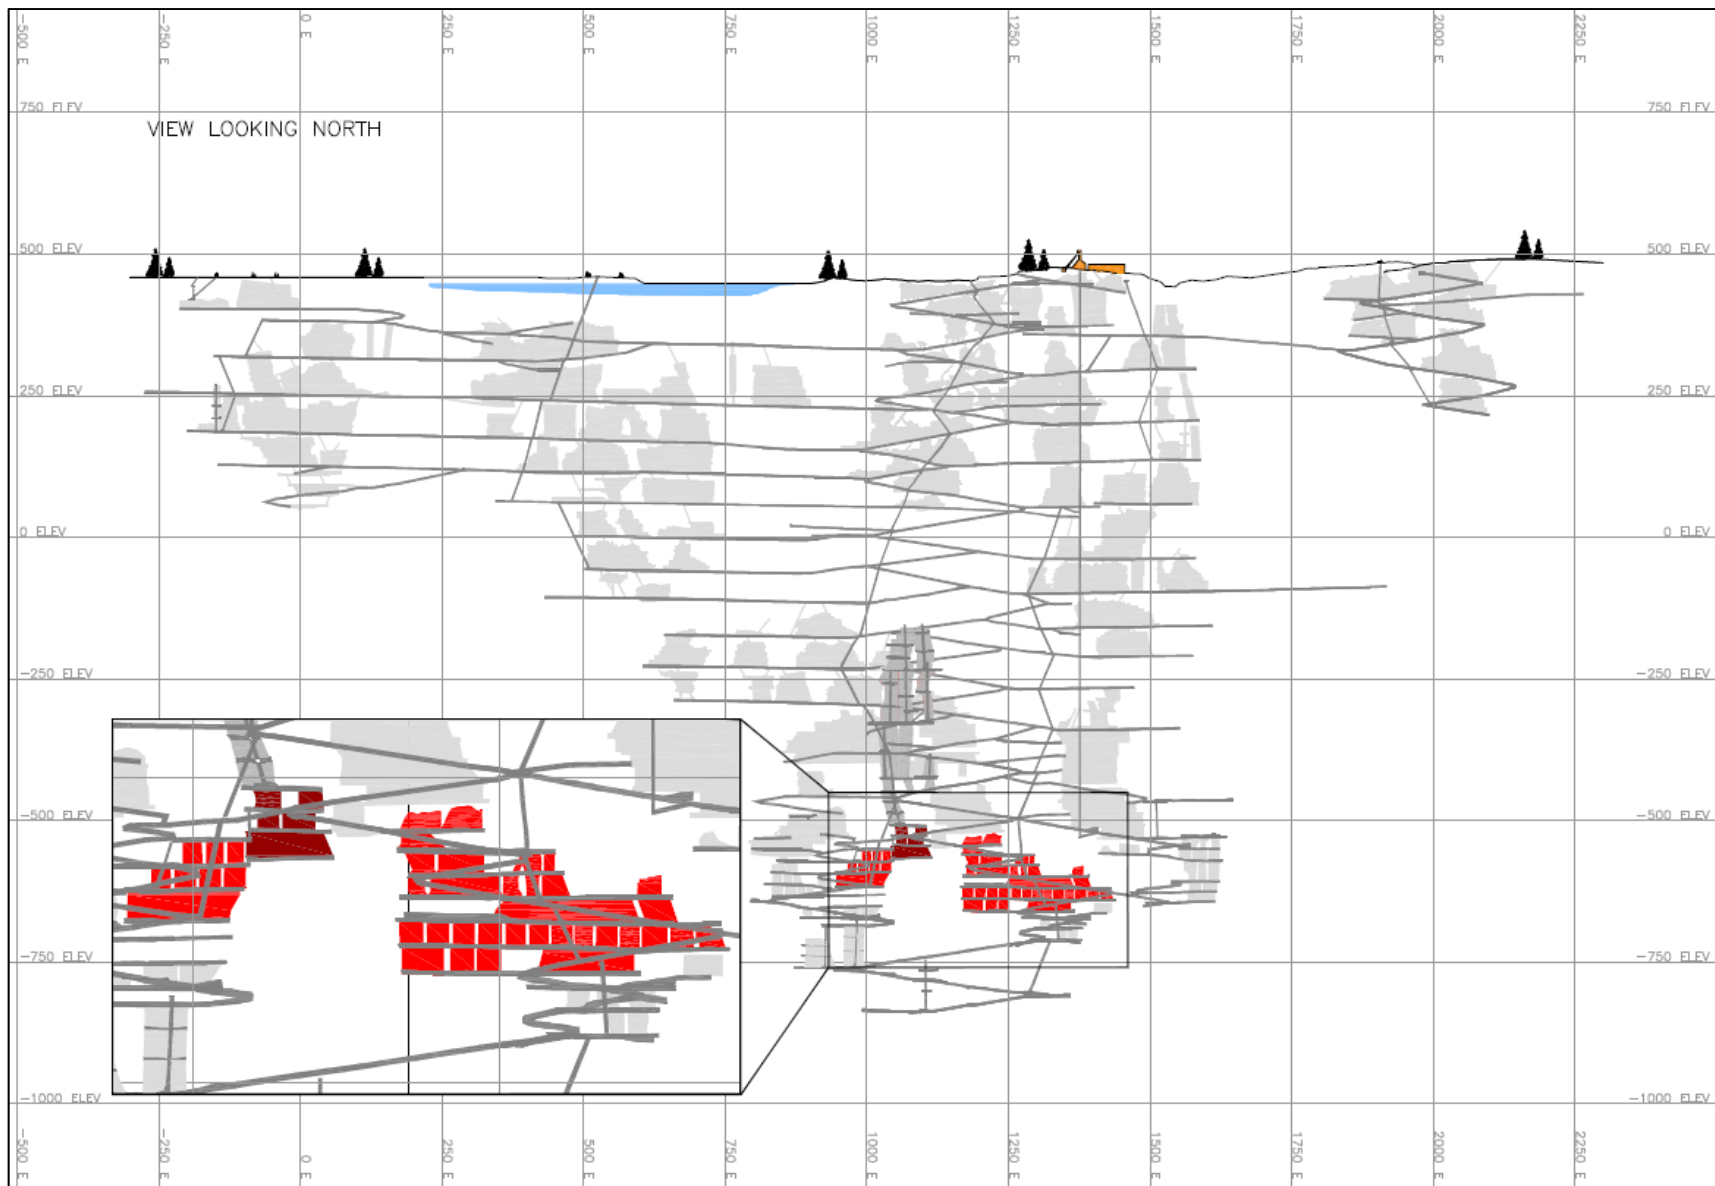 -500 E
-250 E
0 E
250 E
500 E
750 E
1000 E
1250 E
1500 E
1750 E
2000 E
2250 E
750 ELEV
750 ELEV
VIEW LOOKING NORTH
500 ELEV
500 ELEV
250 ELEV
250 ELEV
0 ELEV
0 ELEV
-250 ELEV
-250 ELEV
-500 ELEV
-500 ELEV
-750 ELEV
-750 ELEV
-1000 ELEV
-1000 ELEV
-500 E
-250 E
0 E
250 E
500 E
750 E
1000 E
1250 E
1500 E
1750 E
2000 E
2250 E